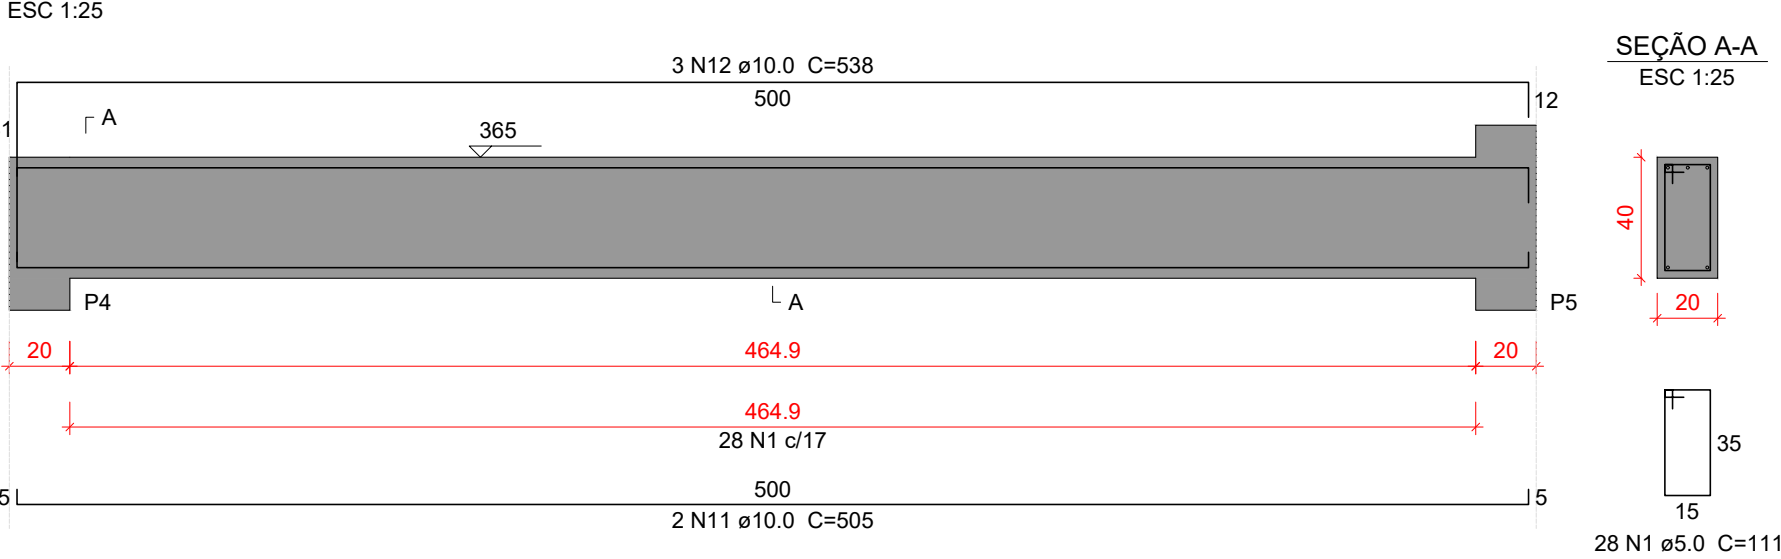 ESC 1:25
3 N12 ø10.0 C=538
500
12
1
A
365
P4
A
P5
20
464.9
20
464.9
28 N1 c/17
5
500
5
2 N11 ø10.0 C=505
SEÇÃO A-A
ESC 1:25
40
20
35
15
28 N1 ø5.0 C=111